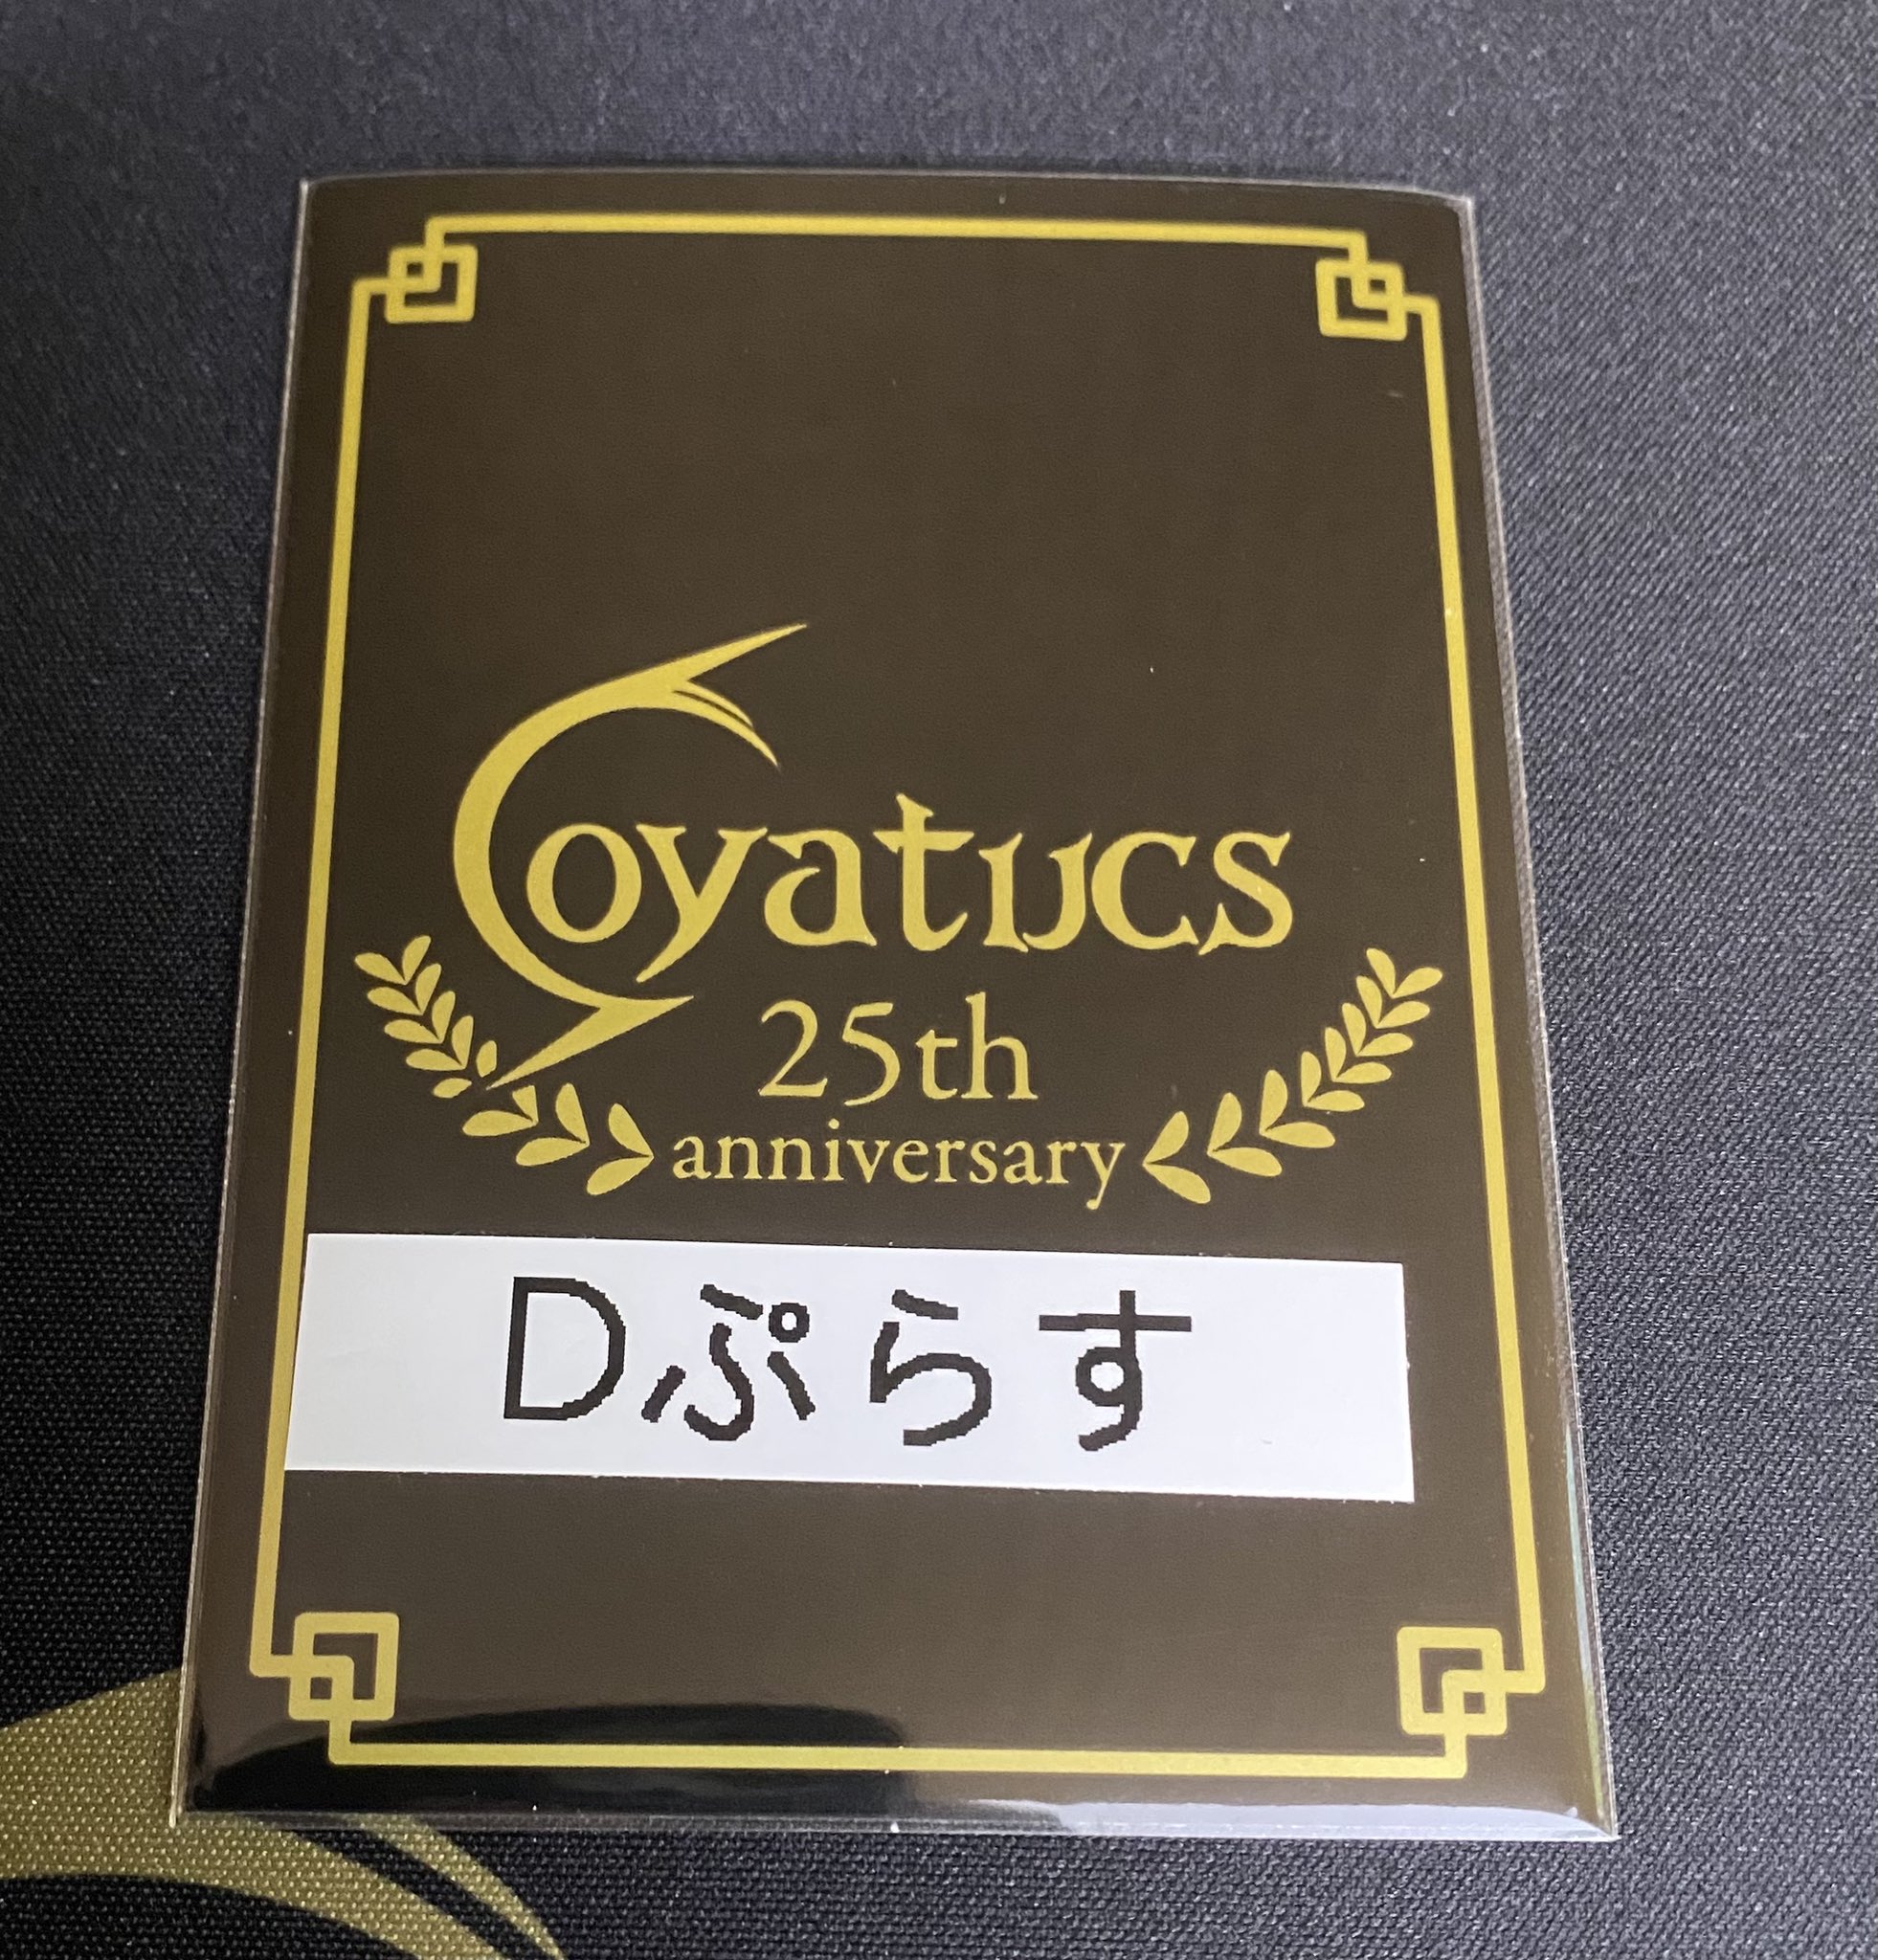 Coyatucs
25th
anniversary
Dぷらす